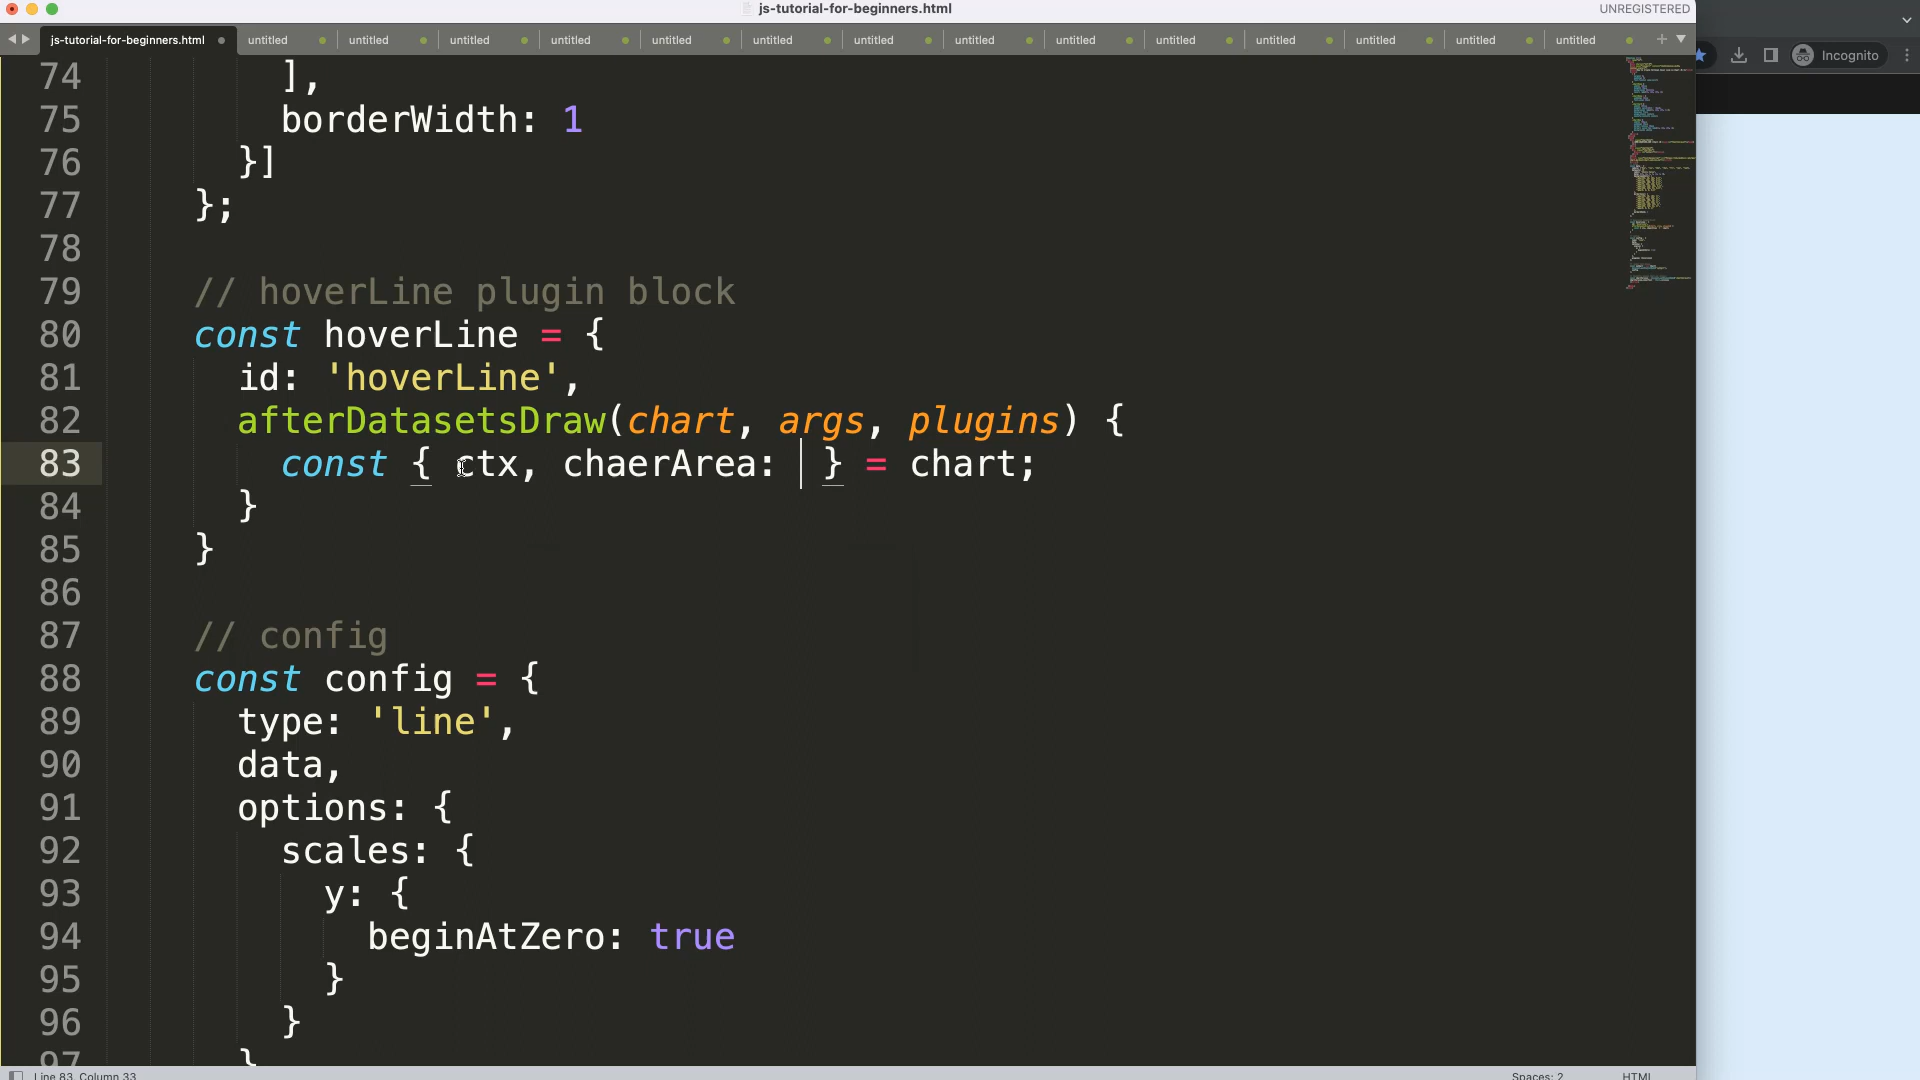 js-tutorial-for-beginners.html
UNREGISTERED
js-tutorial-for-beginners.html untitled untitled untitled untitled untitled untitled untitled untitled untitled untitled untitled untitled untitled untitled
Incognito
74 ],
75 borderWidth: 1
76 }]
77 };
78
79 // hoverLine plugin block
80 const hoverLine = {
81 id: 'hoverLine',
82 afterDatasetsDraw(chart, args, plugins) {
83 const { ctx, chaerArea: } = chart;
84 }
85 }
86
87 // config
88 const config = {
89 type: 'line',
90 data,
91 options: {
92 scales: {
93 y: {
94 beginAtZero: true
95 }
96 }
97 }
Line 83, Column 33
Spaces: 2
HTML